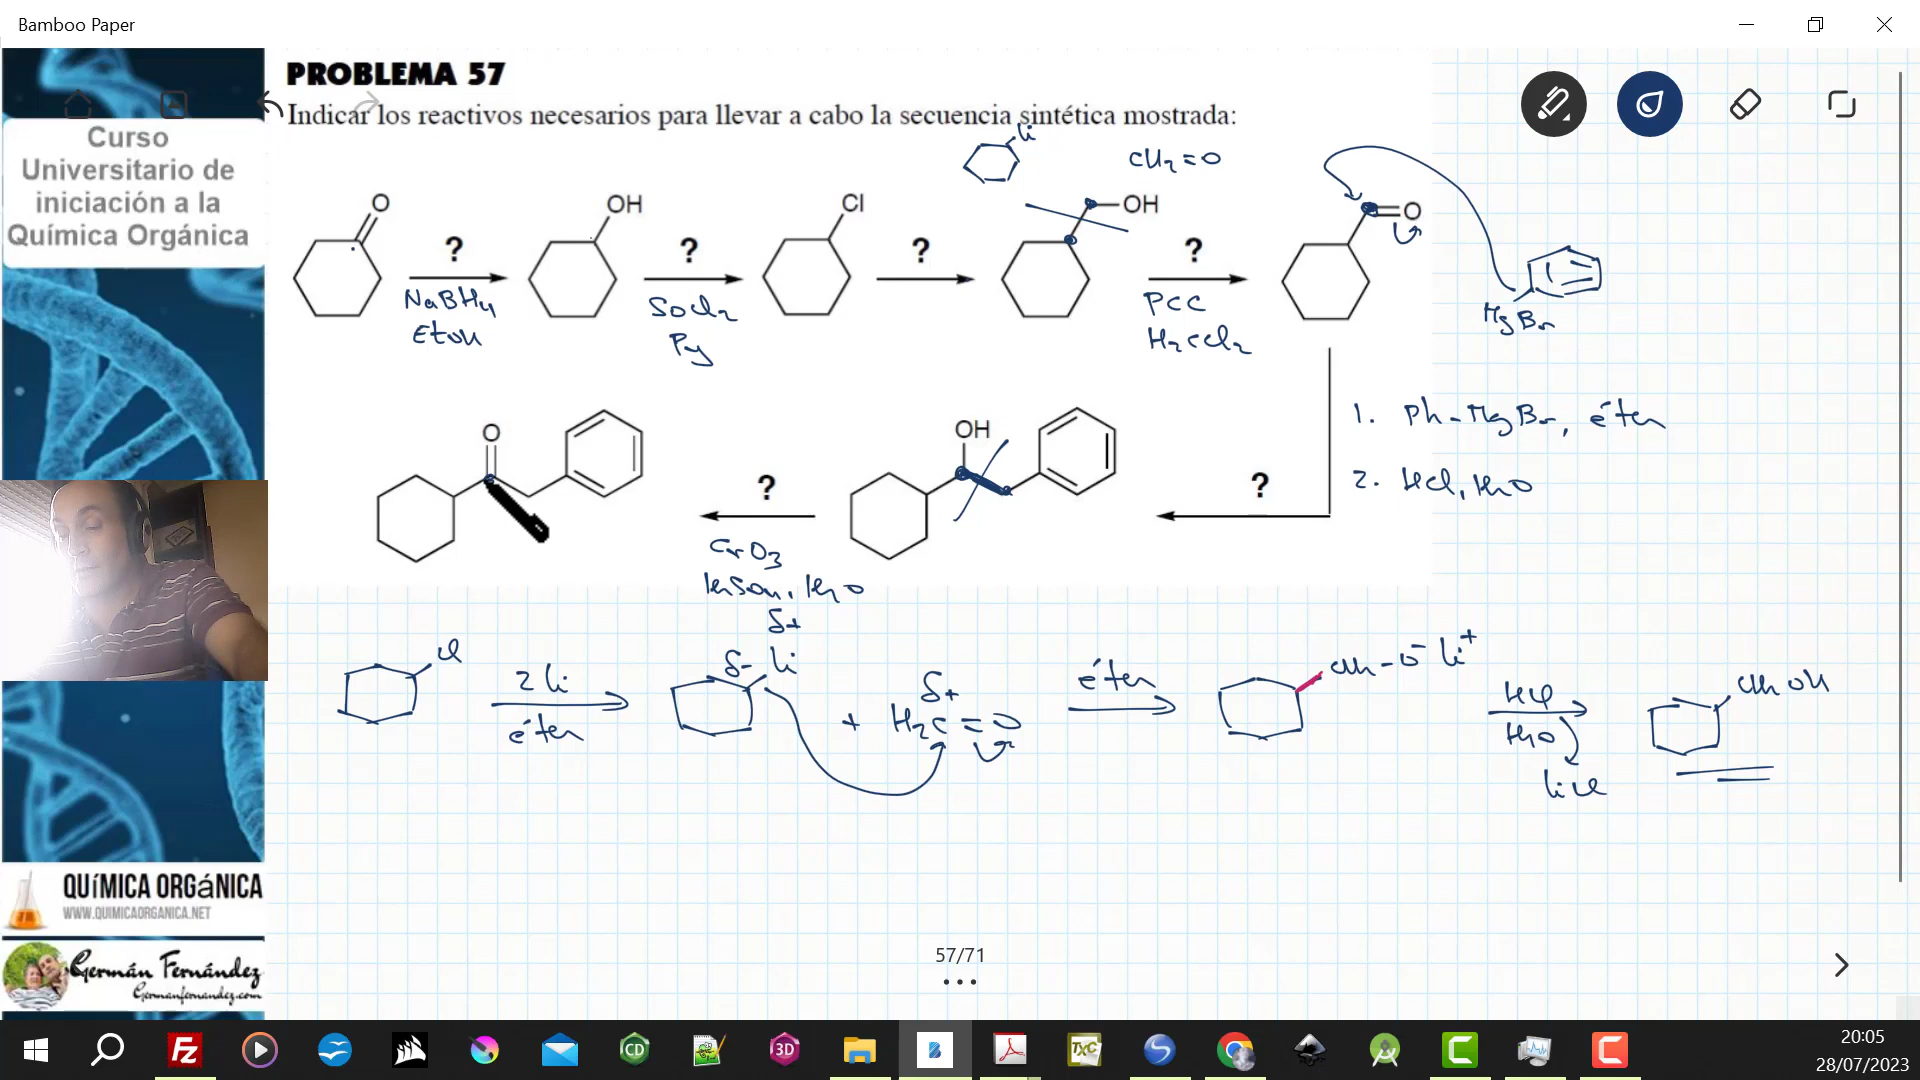 Bamboo Paper
PROBLEMA 57
Indicar los reactivos necesarios para llevar a cabo la secuencia sintética mostrada:
Curso
Universitario de
iniciación a la
Química Orgánica
Li
CH2=O
O
?
NaBH4
EtOH
OH
?
SOCl2
Py
Cl
?
OH
?
PCC
H2CCl2
O
MgBr
1. Ph-MgBr, éter
2. HCl, H2O
?
OH
?
CrO3
H2SO4, H2O
O
Cl
2 Li
éter
δ- Li δ+
+ H2C=O δ+
éter
CH2-O- Li+
HCl
H2O
LiCl
CH2OH
QUÍMICA ORGáNICA
WWW.QUIMICAORGANICA.NET
Germán Fernández
Germanfernandez.com
57/71
20:05
28/07/2023